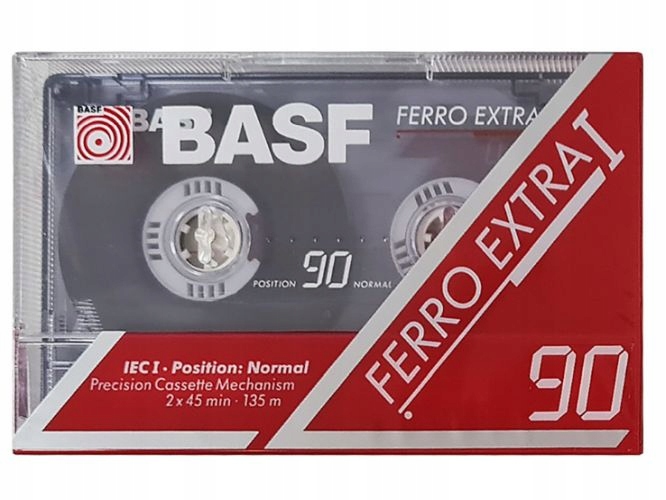 BASF
BASF
BASF
FERRO EXTRA
POSITION 90 NORMAL
FERRO EXTRA I
IEC I · Position: Normal
Precision Cassette Mechanism
2 x 45 min · 135 m
90